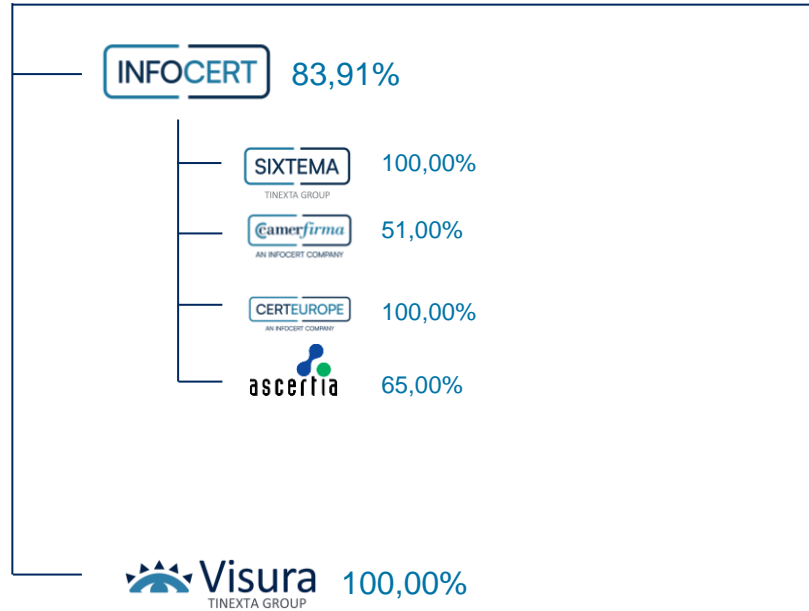 INFOCERT 83,91%
SIXTEMA 100,00%
TINEXTA GROUP
Camerfirma 51,00%
AN INFOCERT COMPANY
CERTEUROPE 100,00%
AN INFOCERT COMPANY
ascertia 65,00%
Visura 100,00%
TINEXTA GROUP